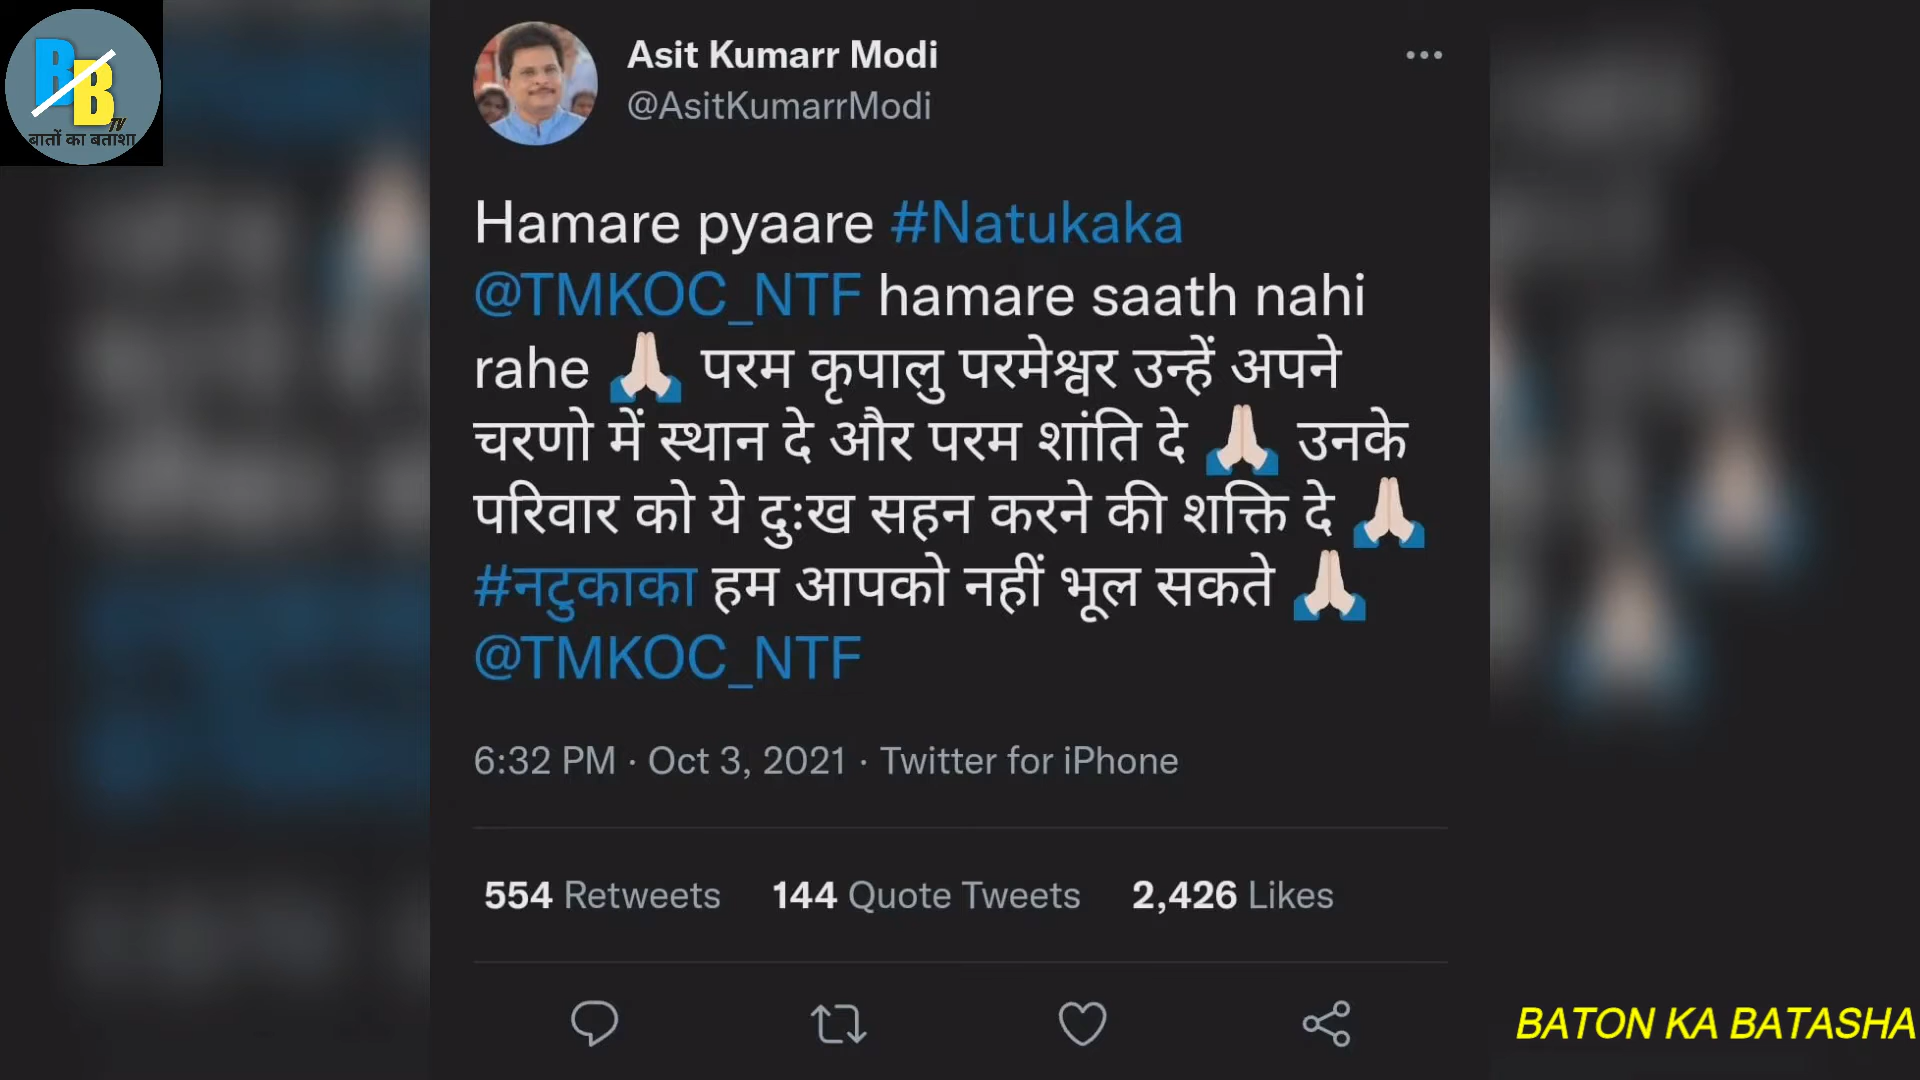 BB TV
बातों का बताशा
Asit Kumarr Modi
@AsitKumarrModi
Hamare pyaare #Natukaka
@TMKOC_NTF hamare saath nahi
rahe 🙏🏻 परम कृपालु परमेश्वर उन्हें अपने
चरणो में स्थान दे और परम शांति दे 🙏🏻 उनके
परिवार को ये दुःख सहन करने की शक्ति दे 🙏🏻
#नटुकाका हम आपको नहीं भूल सकते 🙏🏻
@TMKOC_NTF
6:32 PM · Oct 3, 2021 · Twitter for iPhone
554 Retweets 144 Quote Tweets 2,426 Likes
BATON KA BATASHA